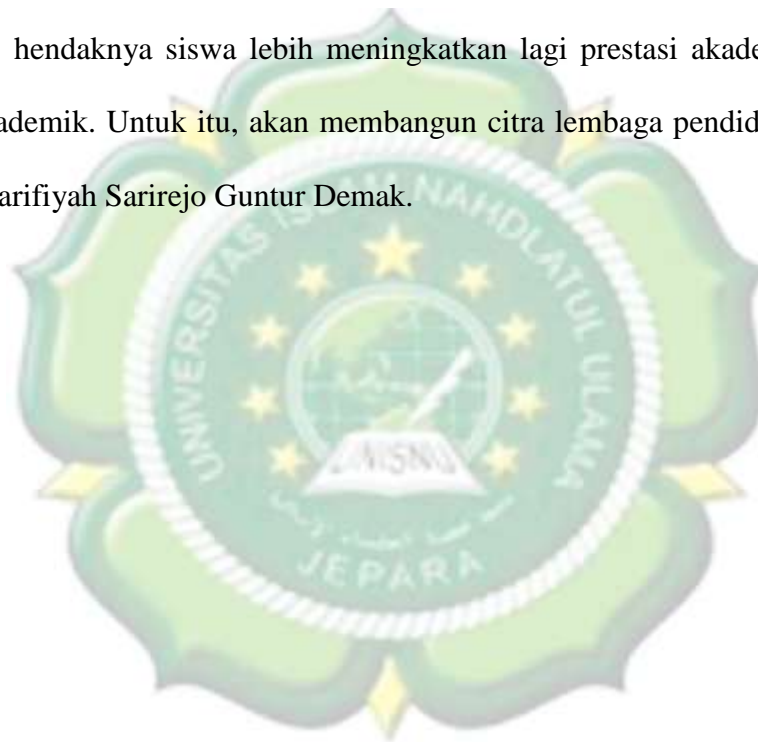 hendaknya siswa lebih meningkatkan lagi prestasi akade
ademik. Untuk itu, akan membangun citra lembaga pendid
arifiyah Sarirejo Guntur Demak.
UNIVERSITAS ISLAM NAHDLATUL ULAMA
UNISNU
JEPARA